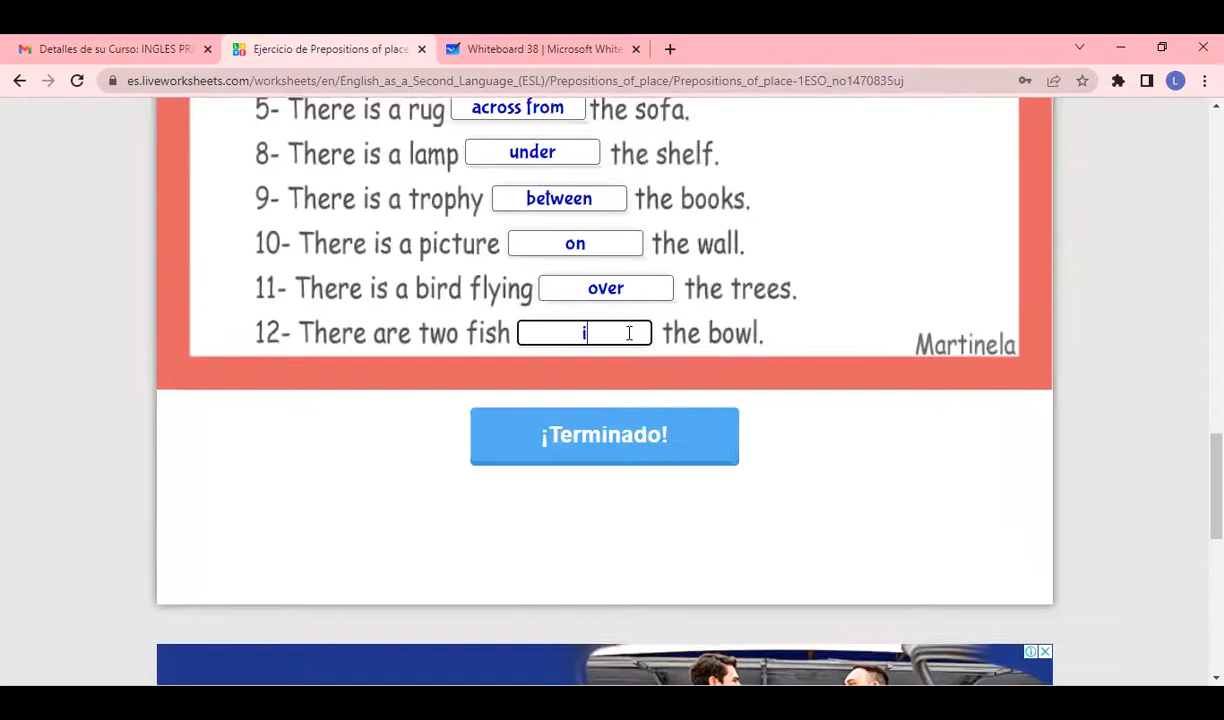 Detalles de su Curso: INGLES PRI
Ejercicio de Prepositions of place
Whiteboard 38 | Microsoft White
es.liveworksheets.com/worksheets/en/English_as_a_Second_Language_(ESL)/Prepositions_of_place/Prepositions_of_place-1ESO_no1470835uj
L
5- There is a rug across from the sofa.
8- There is a lamp under the shelf.
9- There is a trophy between the books.
10- There is a picture on the wall.
11- There is a bird flying over the trees.
12- There are two fish i the bowl.
Martinela
¡Terminado!